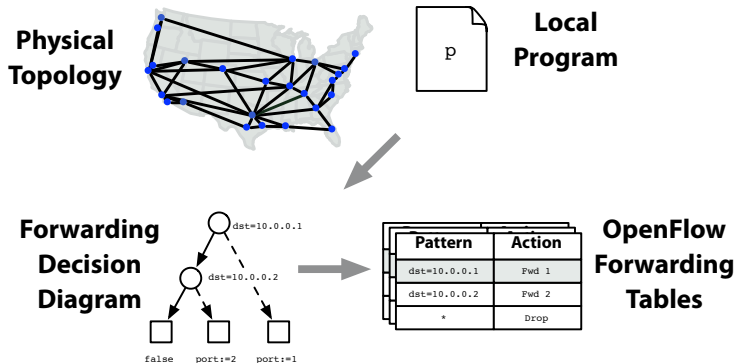 Physical
Topology
p
Local
Program
Forwarding
Decision
Diagram
dst=10.0.0.1
dst=10.0.0.2
false
port:=2
port:=1
Pattern
Action
dst=10.0.0.1
Fwd 1
dst=10.0.0.2
Fwd 2
*
Drop
OpenFlow
Forwarding
Tables